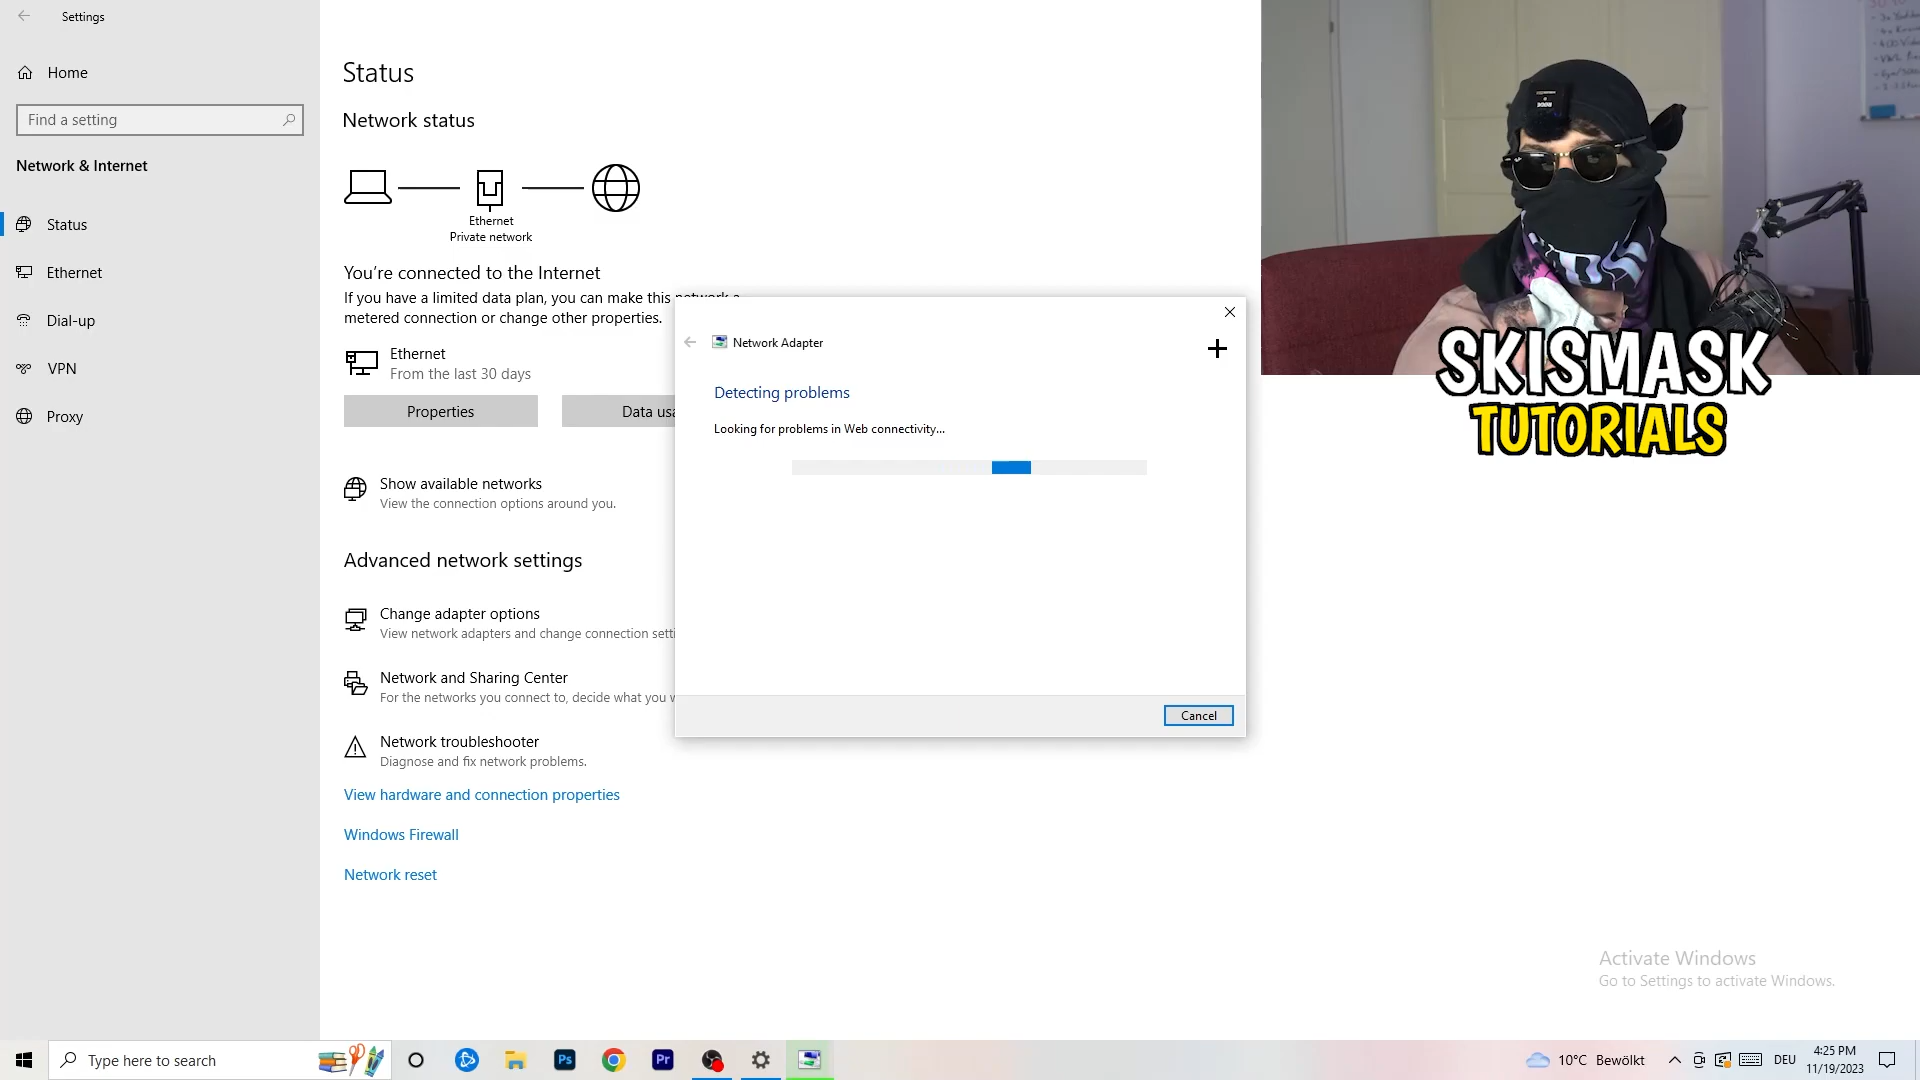 Settings
Home
Find a setting
Network & Internet
Status
Ethernet
Dial-up
VPN
Proxy
Status
Network status
Ethernet
Private network
You're connected to the Internet
If you have a limited data plan, you can make this network a
metered connection or change other properties.
Ethernet
From the last 30 days
Properties
Data usa
Show available networks
View the connection options around you.
Advanced network settings
Change adapter options
View network adapters and change connection setti
Network and Sharing Center
For the networks you connect to, decide what you w
Network troubleshooter
Diagnose and fix network problems.
View hardware and connection properties
Windows Firewall
Network reset
Network Adapter
Detecting problems
Looking for problems in Web connectivity...
Cancel
SKISMASK
TUTORIALS
Activate Windows
Go to Settings to activate Windows.
Type here to search
Ps
Pr
10°C Bewölkt
DEU
4:25 PM
11/19/2023